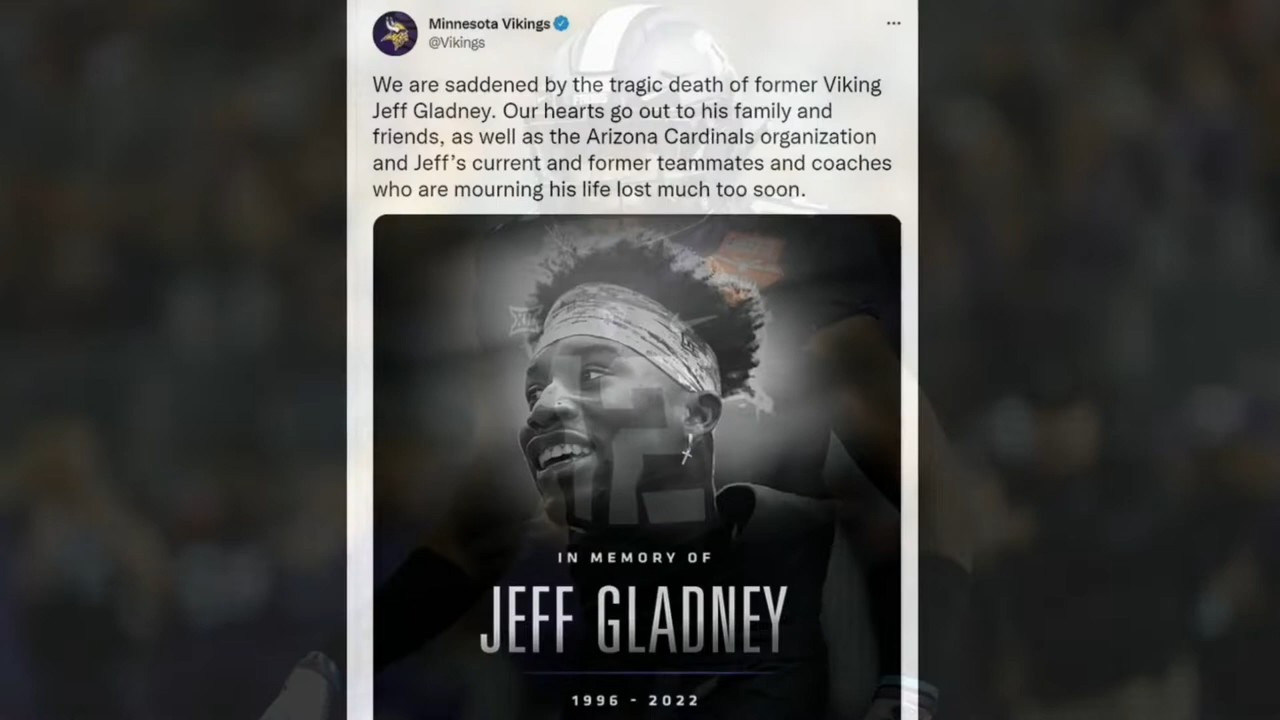 Minnesota Vikings
@Vikings
We are saddened by the tragic death of former Viking
Jeff Gladney. Our hearts go out to his family and
friends, as well as the Arizona Cardinals organization
and Jeff's current and former teammates and coaches
who are mourning his life lost much too soon.
IN MEMORY OF
JEFF GLADNEY
1996 - 2022